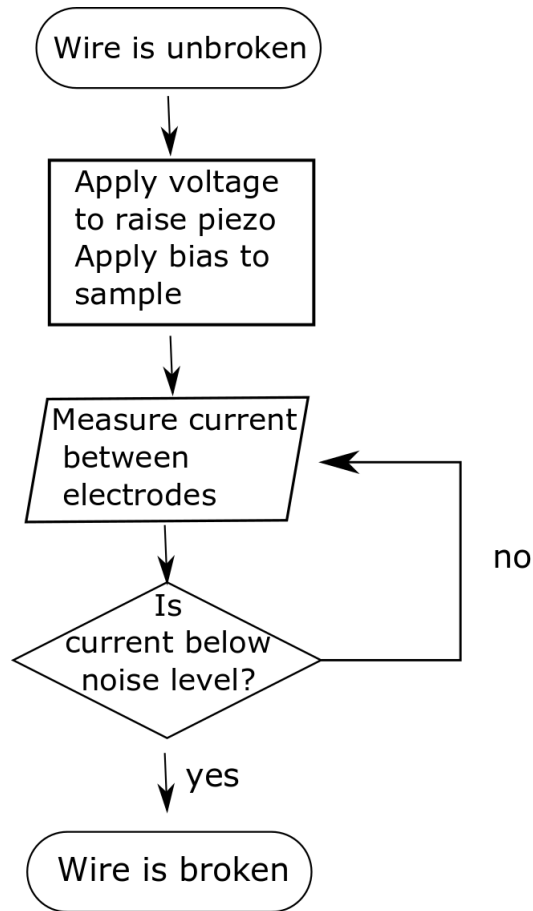 Wire is unbroken
Apply voltage
to raise piezo
Apply bias to
sample
Measure current
between
electrodes
Is
current below
noise level?
no
yes
Wire is broken